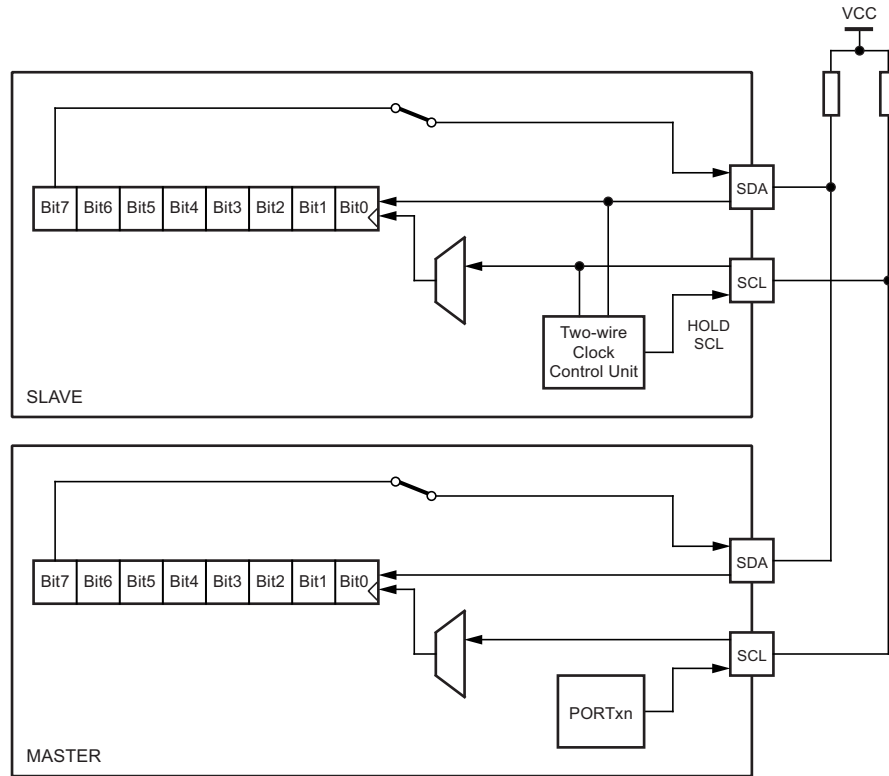 VCC
Bit7 Bit6 Bit5 Bit4 Bit3 Bit2 Bit1 Bit0
SDA
SCL
Two-wire
Clock
Control Unit
HOLD
SCL
SLAVE
Bit7 Bit6 Bit5 Bit4 Bit3 Bit2 Bit1 Bit0
SDA
SCL
PORTxn
MASTER